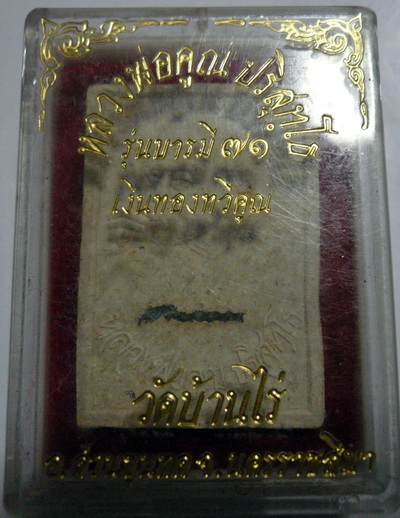 หลวงพ่อคูณ ปริสุทโธ
รุ่นบารมี ๗๑
เงินทองทวีคูณ
วัดบ้านไร่
อ.ด่านขุนทด จ.นครราชสีมา